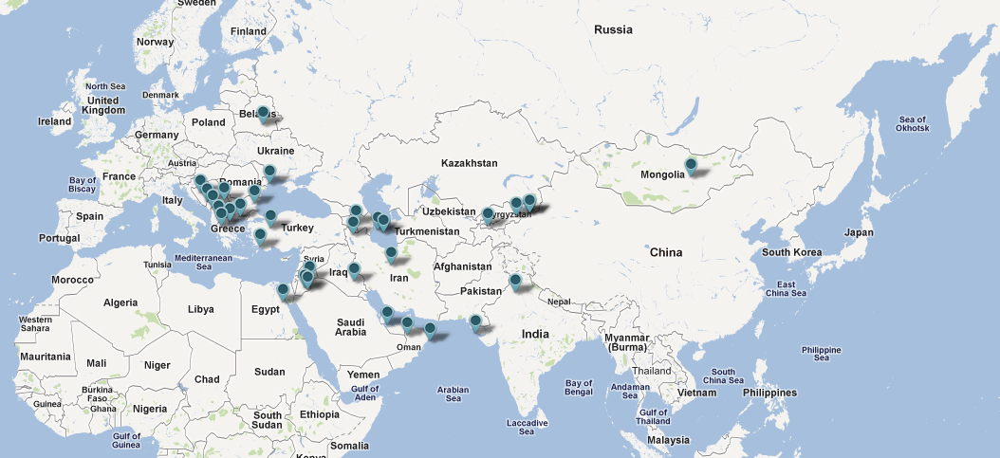 Sweden
Finland
Russia
Norway
North Sea
Denmark
United
Kingdom
Ireland
Belarus
Poland
Germany
Sea of
Okhotsk
Ukraine
Austria
Kazakhstan
France
Mongolia
Bay of
Biscay
Romania
Italy
Spain
Uzbekistan
Kyrgyzstan
Greece
Turkey
Turkmenistan
Japan
Portugal
China
South Korea
Mediterranean
Sea
Tunisia
Syria
Iraq
Iran
Afghanistan
Morocco
Pakistan
East
China Sea
Algeria
Libya
Egypt
Nepal
Western
Sahara
Saudi
Arabia
India
Myanmar
(Burma)
Oman
Philippine
Sea
Mauritania
Mali
Niger
Chad
Sudan
Yemen
Thailand
South
China Sea
Burkina
Faso
Guinea
Ghana
Nigeria
Gulf of
Aden
Arabian
Sea
Bay of
Bengal
Andaman
Sea
Vietnam
Philippines
South
Sudan
Ethiopia
Gulf of
Thailand
Laccadive
Sea
Gulf of
Guinea
Somalia
Malaysia
Kenya